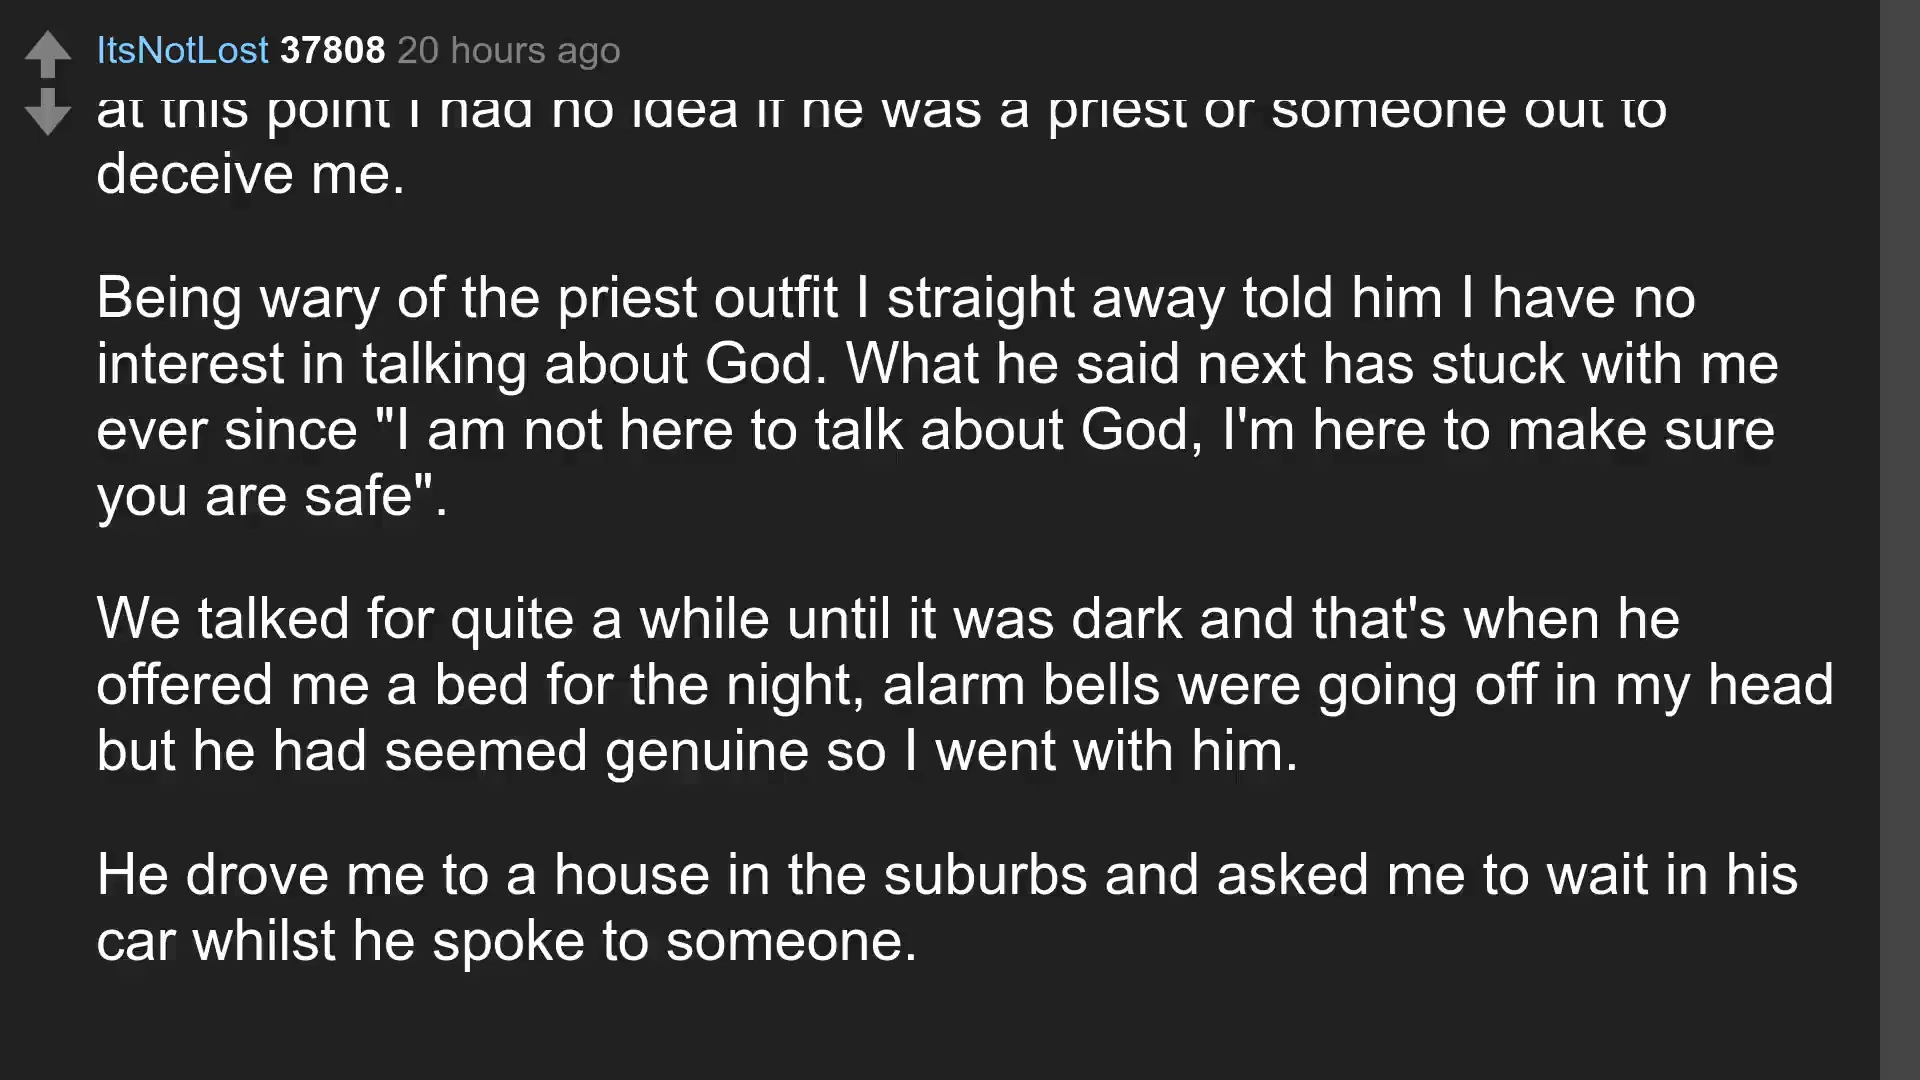 ItsNotLost 37808 20 hours ago
at this point I had no idea if he was a priest or someone out to
deceive me.
Being wary of the priest outfit I straight away told him I have no
interest in talking about God. What he said next has stuck with me
ever since "I am not here to talk about God, I'm here to make sure
you are safe".
We talked for quite a while until it was dark and that's when he
offered me a bed for the night, alarm bells were going off in my head
but he had seemed genuine so I went with him.
He drove me to a house in the suburbs and asked me to wait in his
car whilst he spoke to someone.